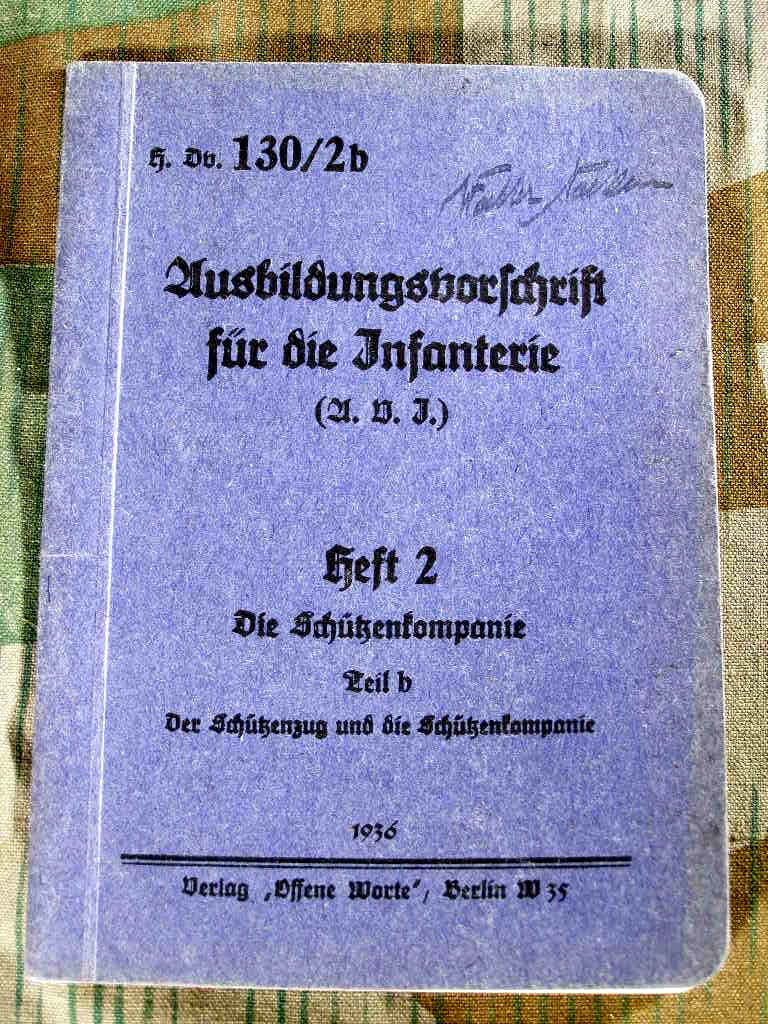 H. Dv. 130/2b
Ausbildungsvorschrift
für die Infanterie
(A. V. I.)
Heft 2
Die Schützenkompanie
Teil b
Der Schützenzug und die Schützenkompanie
1936
Verlag „Offene Worte“, Berlin W 35